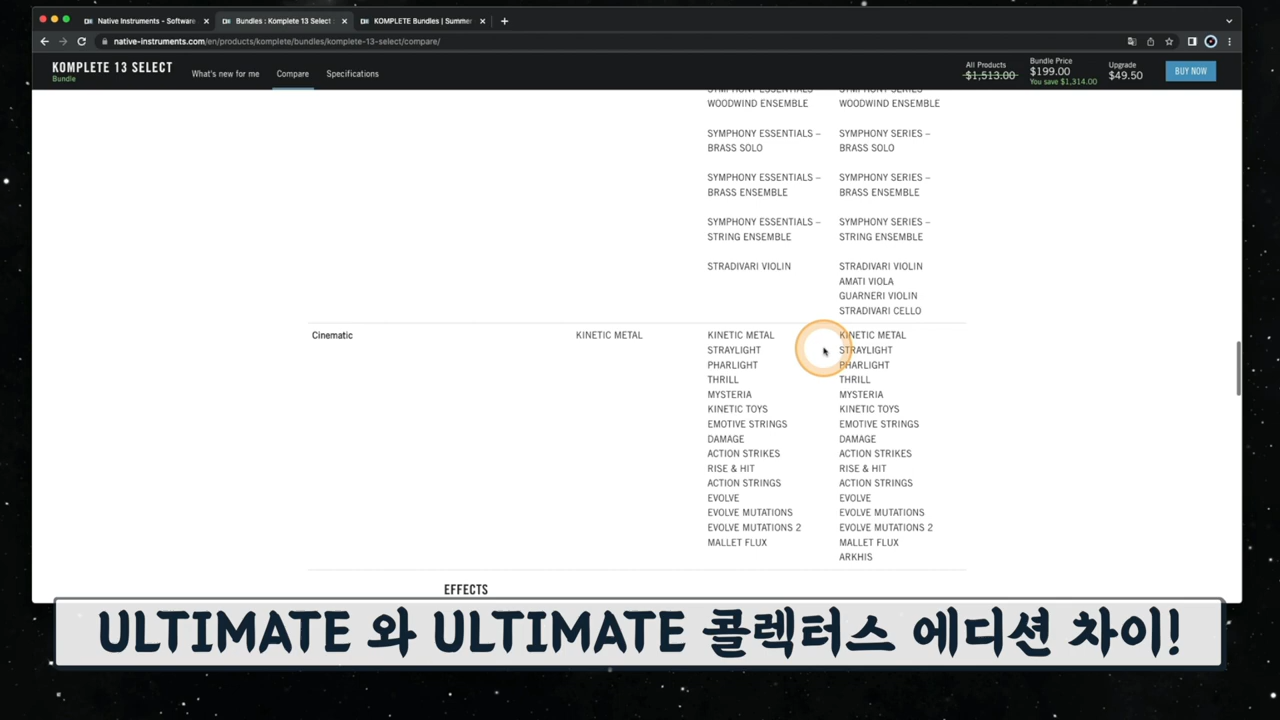 Native Instruments - Software
Bundles : Komplete 13 Select
KOMPLETE Bundles | Summer
native-instruments.com/en/products/komplete/bundles/komplete-13-select/compare/
KOMPLETE 13 SELECT
Bundle
What's new for me
Compare
Specifications
All Products
$1,513.00
Bundle Price
$199.00
You save $1,314.00
Upgrade
$49.50
BUY NOW
WOODWIND ENSEMBLE
WOODWIND ENSEMBLE
SYMPHONY ESSENTIALS –
BRASS SOLO
SYMPHONY SERIES –
BRASS SOLO
SYMPHONY ESSENTIALS –
BRASS ENSEMBLE
SYMPHONY SERIES –
BRASS ENSEMBLE
SYMPHONY ESSENTIALS –
STRING ENSEMBLE
SYMPHONY SERIES –
STRING ENSEMBLE
STRADIVARI VIOLIN
STRADIVARI VIOLIN
AMATI VIOLA
GUARNERI VIOLIN
STRADIVARI CELLO
Cinematic
KINETIC METAL
KINETIC METAL
STRAYLIGHT
PHARLIGHT
THRILL
MYSTERIA
KINETIC TOYS
EMOTIVE STRINGS
DAMAGE
ACTION STRIKES
RISE & HIT
ACTION STRINGS
EVOLVE
EVOLVE MUTATIONS
EVOLVE MUTATIONS 2
MALLET FLUX
KINETIC METAL
STRAYLIGHT
PHARLIGHT
THRILL
MYSTERIA
KINETIC TOYS
EMOTIVE STRINGS
DAMAGE
ACTION STRIKES
RISE & HIT
ACTION STRINGS
EVOLVE
EVOLVE MUTATIONS
EVOLVE MUTATIONS 2
MALLET FLUX
ARKHIS
EFFECTS
ULTIMATE 와 ULTIMATE 콜렉터스 에디션 차이!